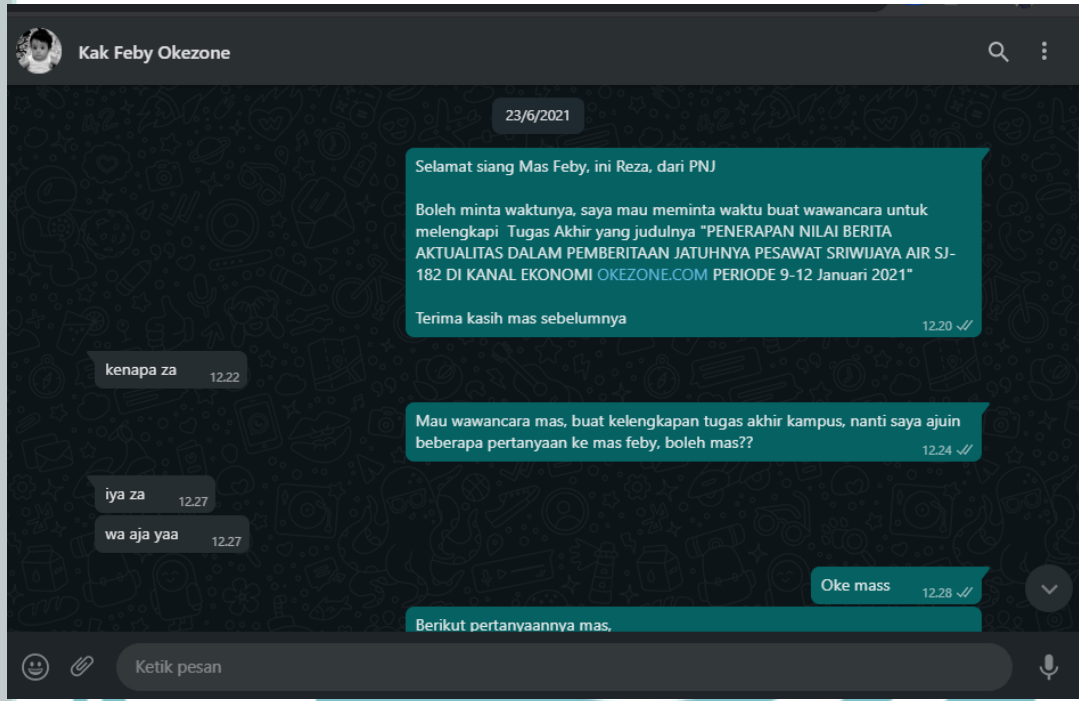 Kak Feby Okezone
23/6/2021
Selamat siang Mas Feby, ini Reza, dari PNJ
Boleh minta waktunya, saya mau meminta waktu buat wawancara untuk
melengkapi Tugas Akhir yang judulnya "PENERAPAN NILAI BERITA
AKTUALITAS DALAM PEMBERITAAN JATUHNYA PESAWAT SRIWIJAYA AIR SJ-
182 DI KANAL EKONOMI OKEZONE.COM PERIODE 9-12 Januari 2021"
Terima kasih mas sebelumnya
12.20
kenapa za
12.22
Mau wawancara mas, buat kelengkapan tugas akhir kampus, nanti saya ajuin
beberapa pertanyaan ke mas feby, boleh mas??
12.24
iya za
12.27
wa aja yaa
12.27
Oke mass
12.28
Berikut pertanyaannya mas,
Ketik pesan